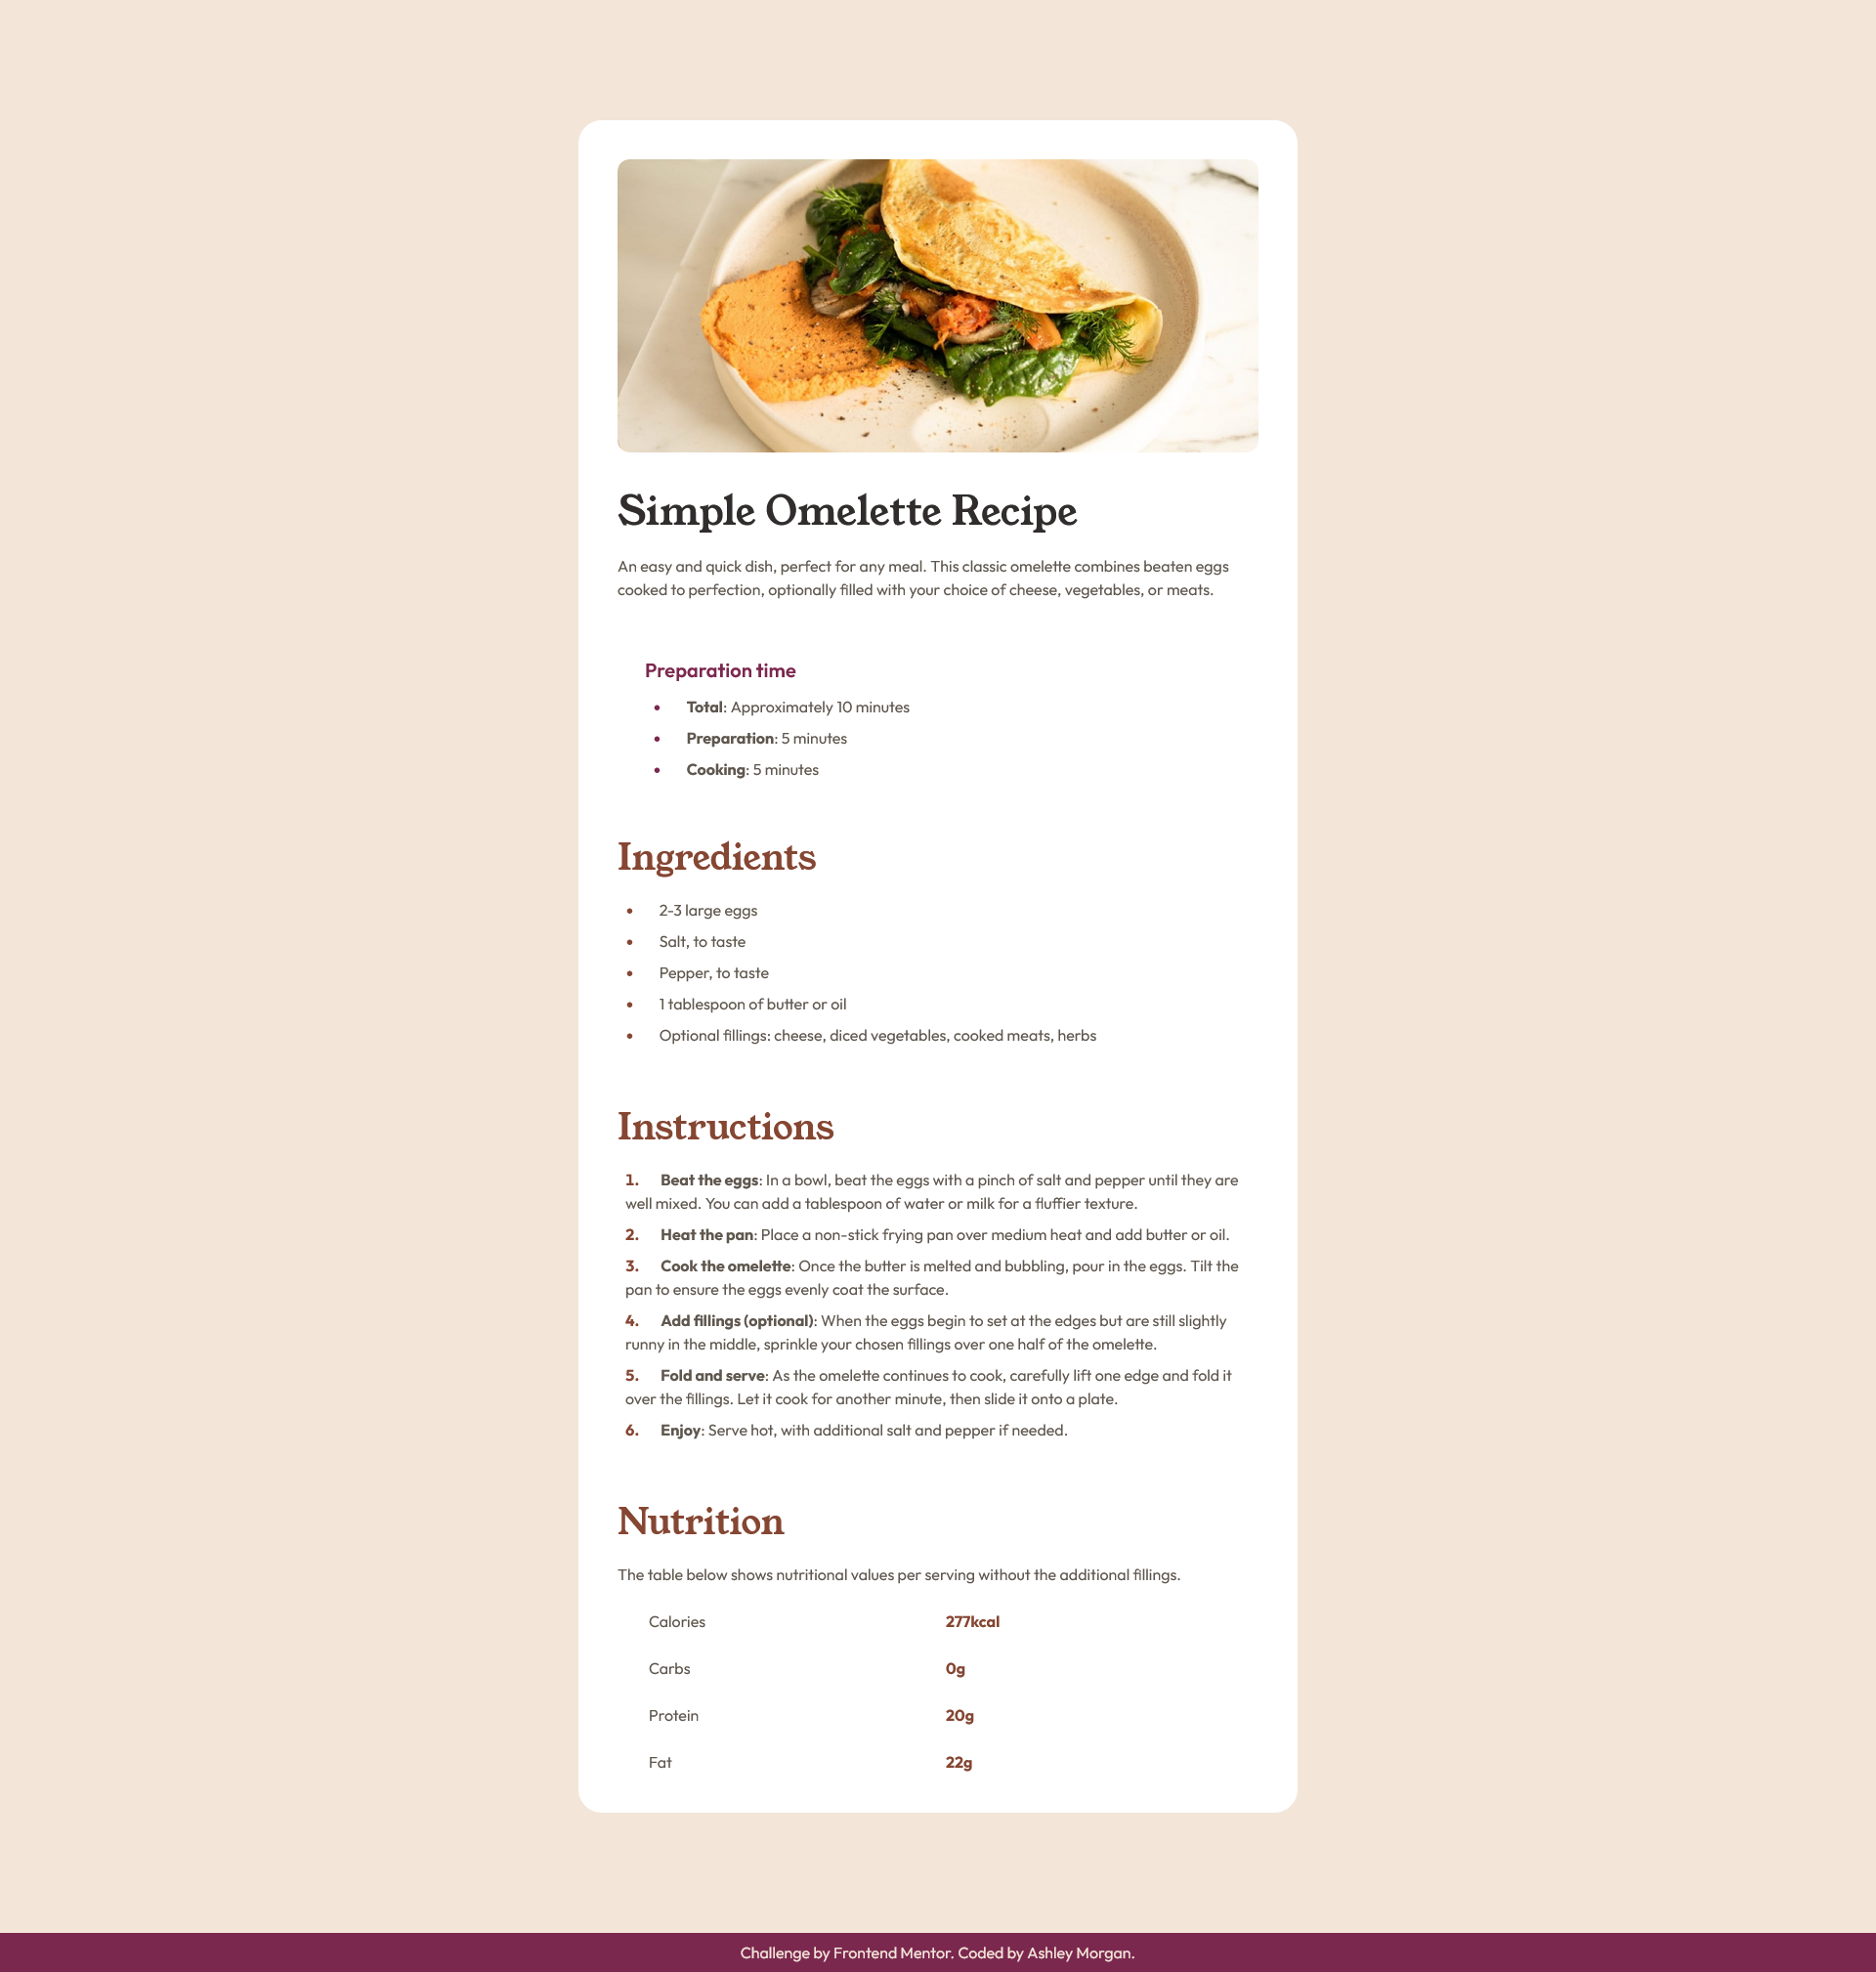 Simple Omelette Recipe
An easy and quick dish, perfect for any meal. This classic omelette combines beaten eggs
cooked to perfection, optionally filled with your choice of cheese, vegetables, or meats.
Preparation time
• Total: Approximately 10 minutes
• Preparation: 5 minutes
• Cooking: 5 minutes
Ingredients
• 2-3 large eggs
• Salt, to taste
• Pepper, to taste
• 1 tablespoon of butter or oil
• Optional fillings: cheese, diced vegetables, cooked meats, herbs
Instructions
1. Beat the eggs: In a bowl, beat the eggs with a pinch of salt and pepper until they are
well mixed. You can add a tablespoon of water or milk for a fluffier texture.
2. Heat the pan: Place a non-stick frying pan over medium heat and add butter or oil.
3. Cook the omelette: Once the butter is melted and bubbling, pour in the eggs. Tilt the
pan to ensure the eggs evenly coat the surface.
4. Add fillings (optional): When the eggs begin to set at the edges but are still slightly
runny in the middle, sprinkle your chosen fillings over one half of the omelette.
5. Fold and serve: As the omelette continues to cook, carefully lift one edge and fold it
over the fillings. Let it cook for another minute, then slide it onto a plate.
6. Enjoy: Serve hot, with additional salt and pepper if needed.
Nutrition
The table below shows nutritional values per serving without the additional fillings.
Calories 277kcal
Carbs 0g
Protein 20g
Fat 22g
Challenge by Frontend Mentor. Coded by Ashley Morgan.